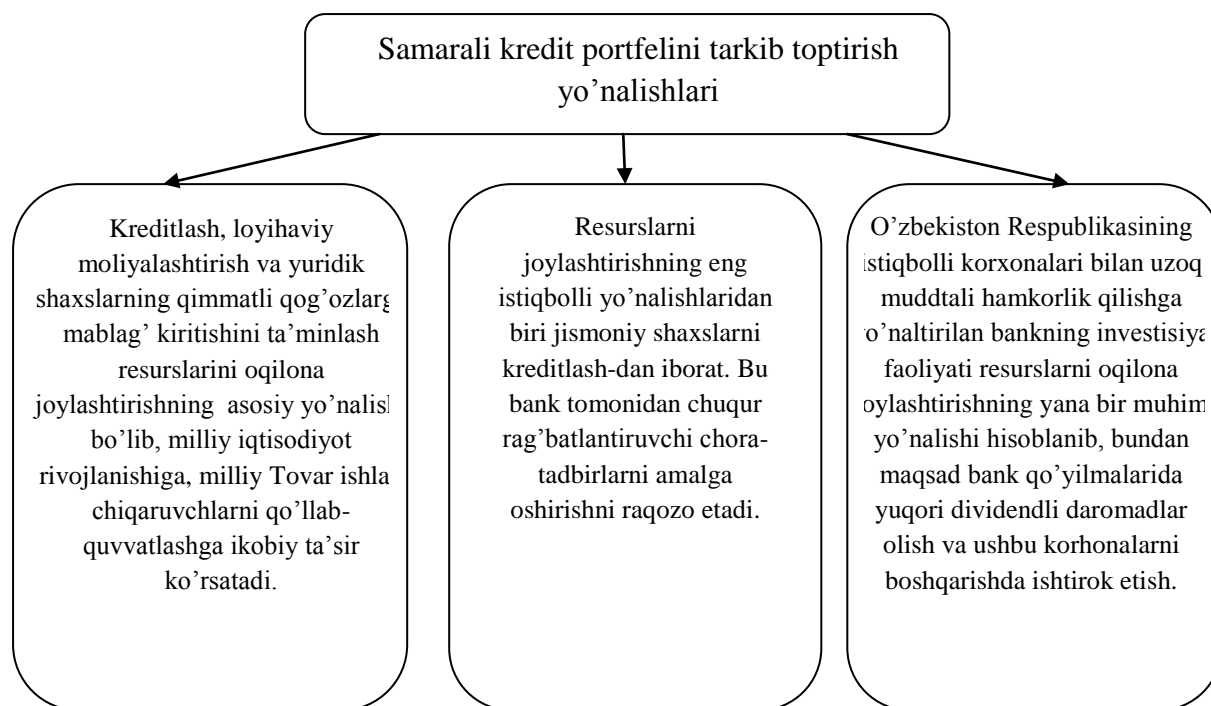 Samarali kredit portfelini tarkib toptirish
yo’nalishlari
Kreditlash, loyihaviy
moliyalashtirish va yuridik
shaxslarning qimmatli qog’ozlarg
mablag’ kiritishini ta’minlash
resurslarini oqilona
joylashtirishning asosiy yo’nalish
bo’lib, milliy iqtisodiyot
rivojlanishiga, milliy Tovar ishla
chiqaruvchlarni qo’llab-
quvvatlashga ikobiy ta’sir
ko’rsatadi.
Resurslarni
joylashtirishning eng
istiqbolli yo’nalishlaridan
biri jismoniy shaxslarni
kreditlash-dan iborat. Bu
bank tomonidan chuqur
rag’batlantiruvchi chora-
tadbirlarni amalga
oshirishni raqozo etadi.
O’zbekiston Respublikasining
istiqbolli korxonalari bilan uzoq
muddtali hamkorlik qilishga
yo’naltirilan bankning investisiya
faoliyati resurslarni oqilona
joylashtirishning yana bir muhim
yo’nalishi hisoblanib, bundan
maqsad bank qo’yilmalarida
yuqori dividendli daromadlar
olish va ushbu korhonalarni
boshqarishda ishtirok etish.